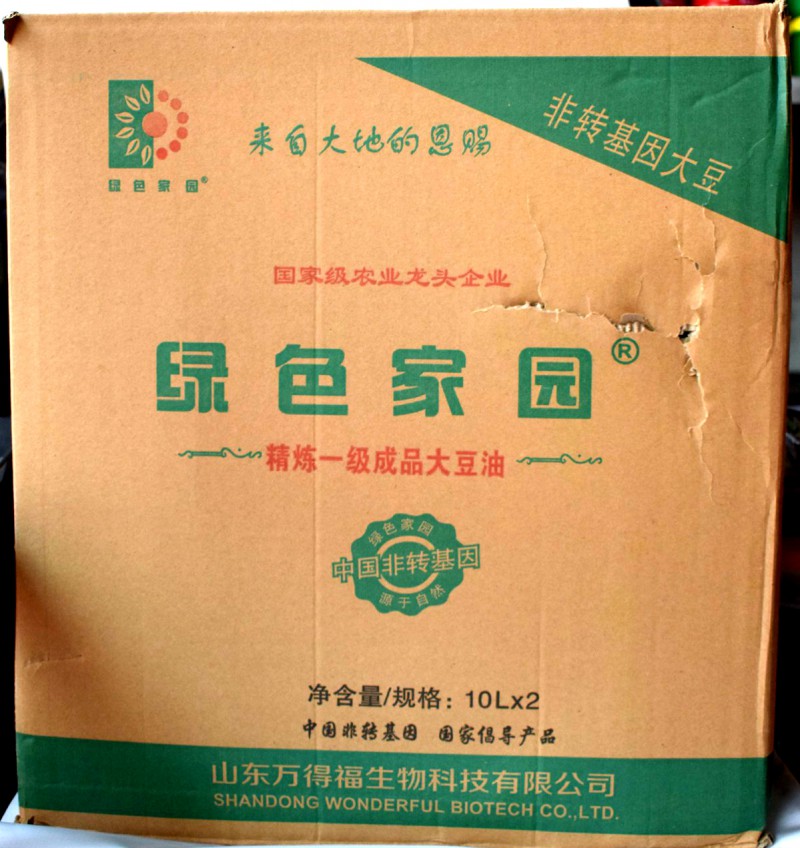 来自大地的恩赐
非转基因大豆
绿色家园®
国家级农业龙头企业
绿色家园®
精炼一级成品大豆油
绿色家园
中国非转基因
源于自然
净含量/规格：10Lx2
中国非转基因 国家倡导产品
山东万得福生物科技有限公司
SHANDONG WONDERFUL BIOTECH CO.,LTD.